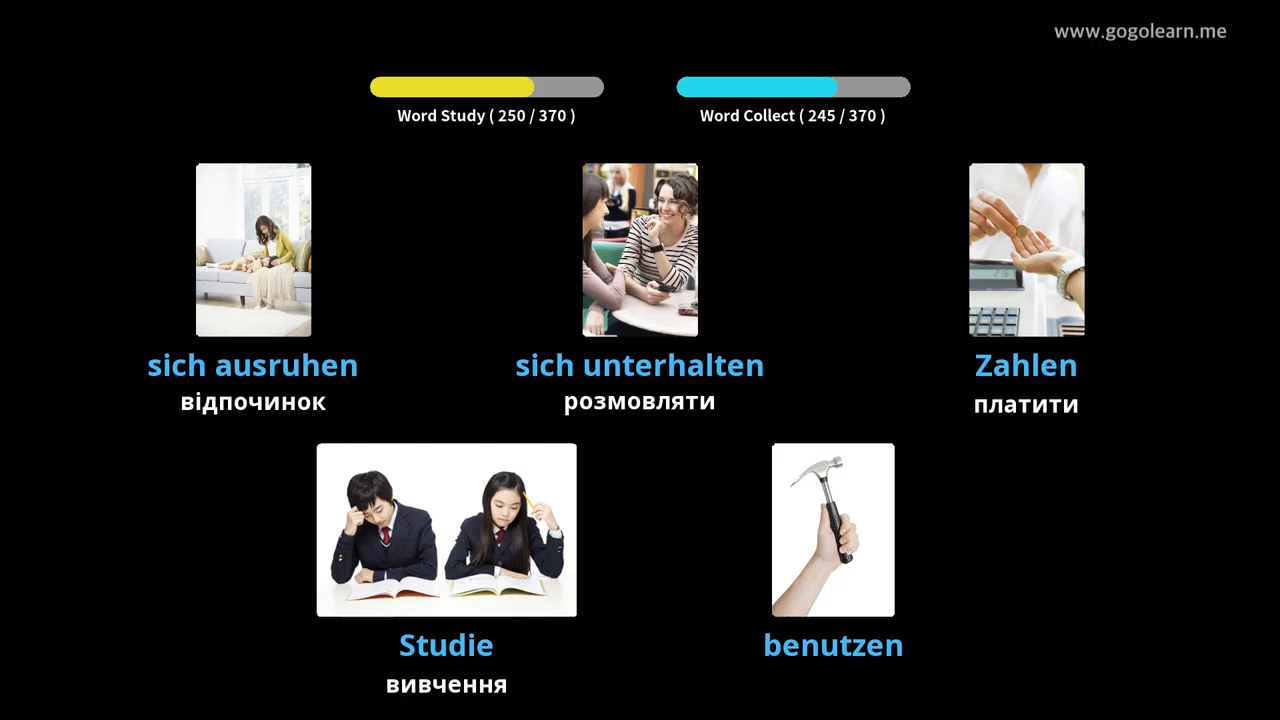 www.gogolearn.me
Word Study ( 250 / 370 )
Word Collect ( 245 / 370 )
sich ausruhen
відпочинок
sich unterhalten
розмовляти
Zahlen
платити
Studie
вивчення
benutzen